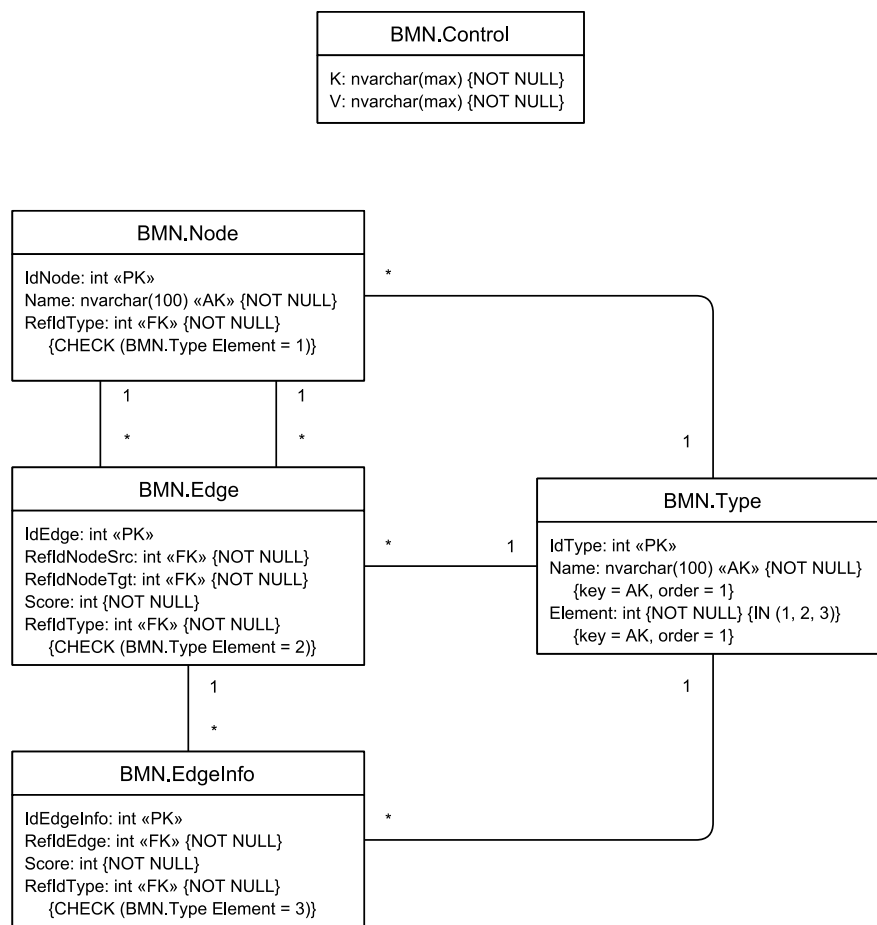 BMN.Control
K: nvarchar(max) {NOT NULL}
V: nvarchar(max) {NOT NULL}
BMN.Node
IdNode: int «PK»
Name: nvarchar(100) «AK» {NOT NULL}
RefIdType: int «FK» {NOT NULL}
{CHECK (BMN.Type Element = 1)}
*
1
1
*
*
1
BMN.Edge
IdEdge: int «PK»
RefIdNodeSrc: int «FK» {NOT NULL}
RefIdNodeTgt: int «FK» {NOT NULL}
Score: int {NOT NULL}
RefIdType: int «FK» {NOT NULL}
{CHECK (BMN.Type Element = 2)}
*
1
BMN.Type
IdType: int «PK»
Name: nvarchar(100) «AK» {NOT NULL}
{key = AK, order = 1}
Element: int {NOT NULL} {IN (1, 2, 3)}
{key = AK, order = 1}
1
*
1
BMN.EdgeInfo
IdEdgeInfo: int «PK»
RefIdEdge: int «FK» {NOT NULL}
Score: int {NOT NULL}
RefIdType: int «FK» {NOT NULL}
{CHECK (BMN.Type Element = 3)}
*